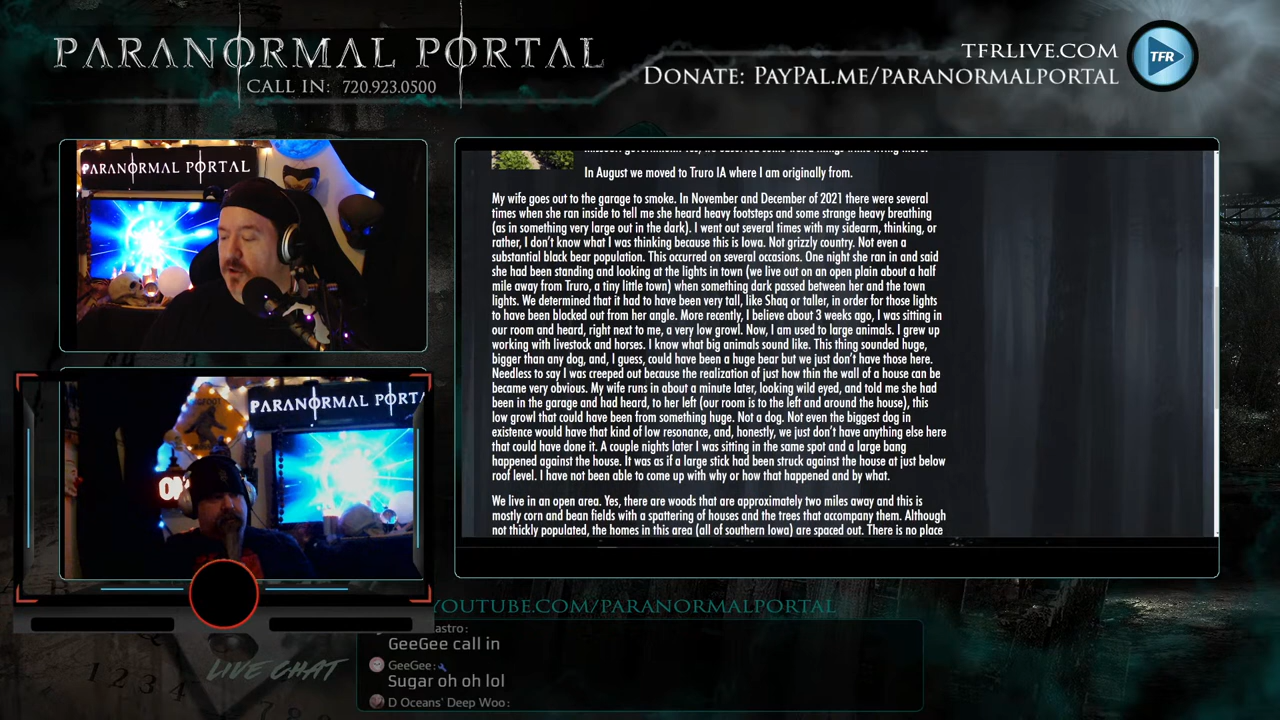 PARANORMAL PORTAL
CALL IN: 720.923.0500
TFRLIVE.COM
DONATE: PAYPAL.ME/PARANORMALPORTAL
TFR
PARANORMAL PORTAL
PARANORMAL PORTA
In August we moved to Truro IA where I am originally from.
My wife goes out to the garage to smoke. In November and December of 2021 there were several
times when she ran inside to tell me she heard heavy footsteps and some strange heavy breathing
(as in something very large out in the dark). I went out several times with my sidearm, thinking, or
rather, I don't know what I was thinking because this is Iowa. Not grizzly country. Not even a
substantial black bear population. This occurred on several occasions. One night she ran in and said
she had been standing and looking at the lights in town (we live out on an open plain about a half
mile away from Truro, a tiny little town) when something dark passed between her and the town
lights. We determined that it had to have been very tall, like Shaq or taller, in order for those lights
to have been blocked out from her angle. More recently, I believe about 3 weeks ago, I was sitting in
our room and heard, right next to me, a very low growl. Now, I am used to large animals. I grew up
working with livestock and horses. I know what big animals sound like. This thing sounded huge,
bigger than any dog, and, I guess, could have been a huge bear but we just don't have those here.
Needless to say I was creeped out because the realization of just how thin the wall of a house can be
became very obvious. My wife runs in about a minute later, looking wild eyed, and told me she had
been in the garage and had heard, to her left (our room is to the left and around the house), this
low growl that could have been from something huge. Not a dog. Not even the biggest dog in
existence would have that kind of low resonance, and, honestly, we just don't have anything else here
that could have done it. A couple nights later I was sitting in the same spot and a large bang
happened against the house. It was as if a large stick had been struck against the house at just below
roof level. I have not been able to come up with why or how that happened and by what.
We live in an open area. Yes, there are woods that are approximately two miles away and this is
mostly corn and bean fields with a spattering of houses and the trees that accompany them. Although
not thickly populated, the homes in this area (all of southern Iowa) are spaced out. There is no place
YOUTUBE.COM/PARANORMALPORTAL
LIVE CHAT
GeeGee call in
GeeGee:
Sugar oh oh lol
D Oceans' Deep Woo:
1 2 3 4